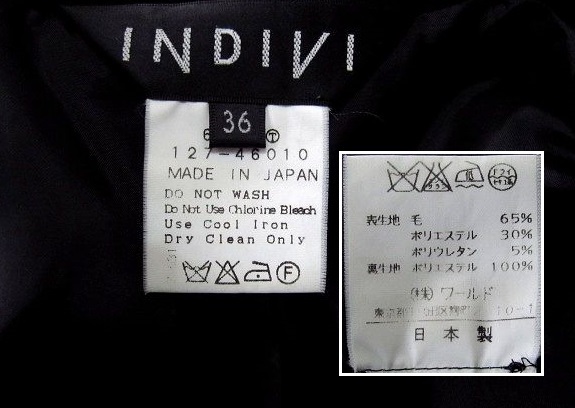 INDIVI
36
127-46010
MADE IN JAPAN
DO NOT WASH
Do Not Use Chlorine Bleach
Use Cool Iron
Dry Clean Only
F
表生地 毛 65%
ポリエステル 30%
ポリウレタン 5%
裏生地 ポリエステル 100%
(株)ワールド
東京都
日本製